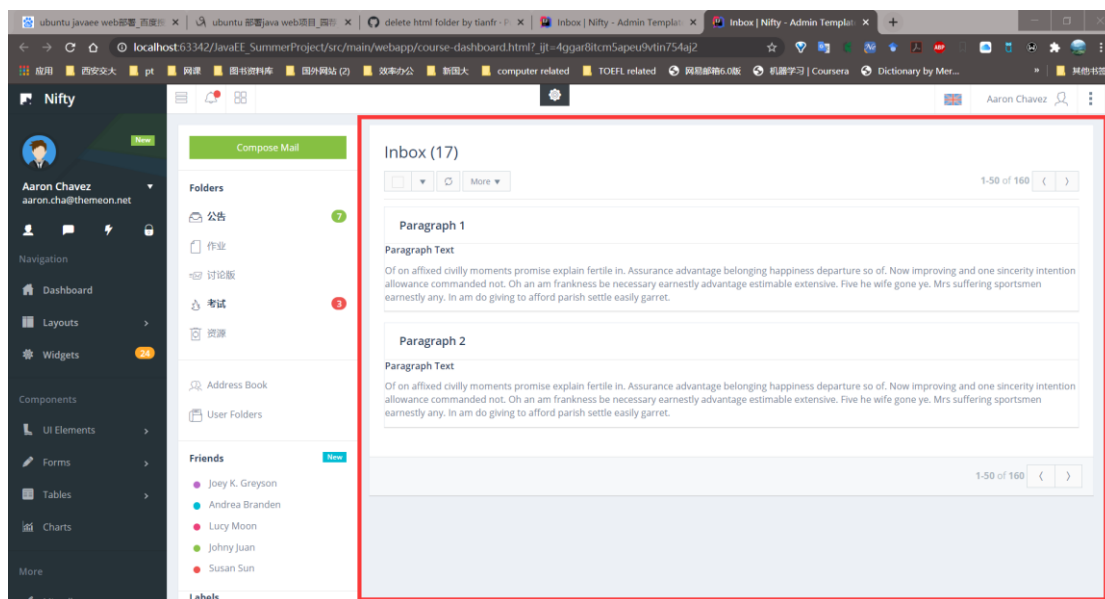 ubuntu javaee web部署_百度搜
ubuntu 部署java web项目_园荐
delete html folder by tianfr · P
Inbox | Nifty - Admin Templat
Inbox | Nifty - Admin Templat
localhost:63342/JavaEE_SummerProject/src/main/webapp/course-dashboard.html?_ijt=4ggar8itcm5apeu9vtin754aj2
应用 西安交大 pt 网课 图书资料库 国外网站 (2) 效率办公 新国大 computer related TOEFL related 网易邮箱6.0版 机器学习 | Coursera Dictionary by Mer... » 其他书签
Nifty
Aaron Chavez
New
Aaron Chavez
aaron.cha@themeon.net
Navigation
Dashboard
Layouts
Widgets 24
Components
UI Elements
Forms
Tables
Charts
More
Compose Mail
Folders
公告 7
作业
讨论版
考试 3
资源
Address Book
User Folders
Friends New
Joey K. Greyson
Andrea Branden
Lucy Moon
Johny Juan
Susan Sun
Labels
Inbox (17)
More
1-50 of 160
Paragraph 1
Paragraph Text
Of on affixed civilly moments promise explain fertile in. Assurance advantage belonging happiness departure so of. Now improving and one sincerity intention
allowance commanded not. Oh an am frankness be necessary earnestly advantage estimable extensive. Five he wife gone ye. Mrs suffering sportsmen
earnestly any. In am do giving to afford parish settle easily garret.
Paragraph 2
Paragraph Text
Of on affixed civilly moments promise explain fertile in. Assurance advantage belonging happiness departure so of. Now improving and one sincerity intention
allowance commanded not. Oh an am frankness be necessary earnestly advantage estimable extensive. Five he wife gone ye. Mrs suffering sportsmen
earnestly any. In am do giving to afford parish settle easily garret.
1-50 of 160